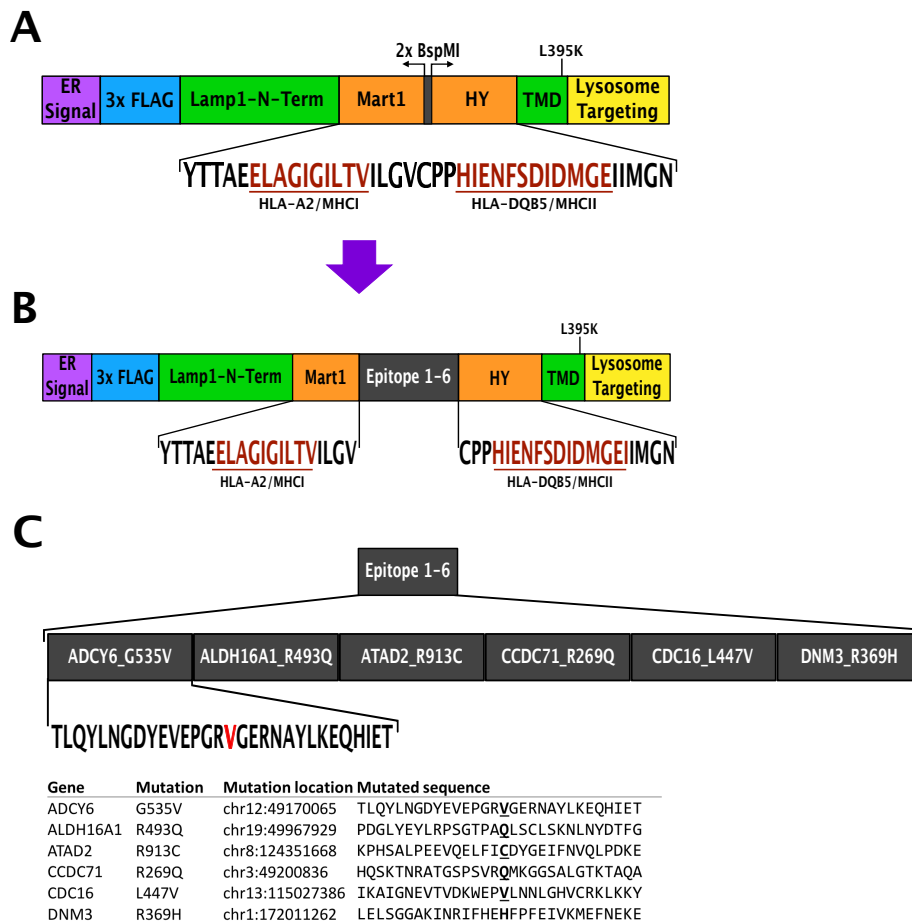 A
L395K
2x BspMI
ER Signal 3x FLAG Lamp1-N-Term Mart1 HY TMD Lysosome Targeting
YTTAEELAGIGILTVILGVCPPHIENFSDIDMGEIIMGN
HLA-A2/MHCI HLA-DQB5/MHCII
B
L395K
ER Signal 3x FLAG Lamp1-N-Term Mart1 Epitope 1-6 HY TMD Lysosome Targeting
YTTAEELAGIGILTVILGV CPPHIENFSDIDMGEIIMGN
HLA-A2/MHCI HLA-DQB5/MHCII
C
Epitope 1-6
ADCY6_G535V ALDH16A1_R493Q ATAD2_R913C CCDC71_R269Q CDC16_L447V DNM3_R369H
TLQYLNGDYEVEPGRVGERNAYLKEQHIET
Gene Mutation Mutation location Mutated sequence
ADCY6 G535V chr12:49170065 TLQYLNGDYEVEPGRVGERNAYLKEQHIET
ALDH16A1 R493Q chr19:49967929 PDGLYEYLRPSGTPAQLSCLSKNLNYDTFG
ATAD2 R913C chr8:124351668 KPHSALPEEVQELFICDYGEIFNVQLPDKE
CCDC71 R269Q chr3:49200836 HQSKTNRATGSPSVRQMKGGSALGTKTAQA
CDC16 L447V chr13:115027386 IKAIGNEVTVDKWEPVLNNLGHVCRKLKKY
DNM3 R369H chr1:172011262 LELSGGAKINRIFHEHFPFEIVKMEFNEKE